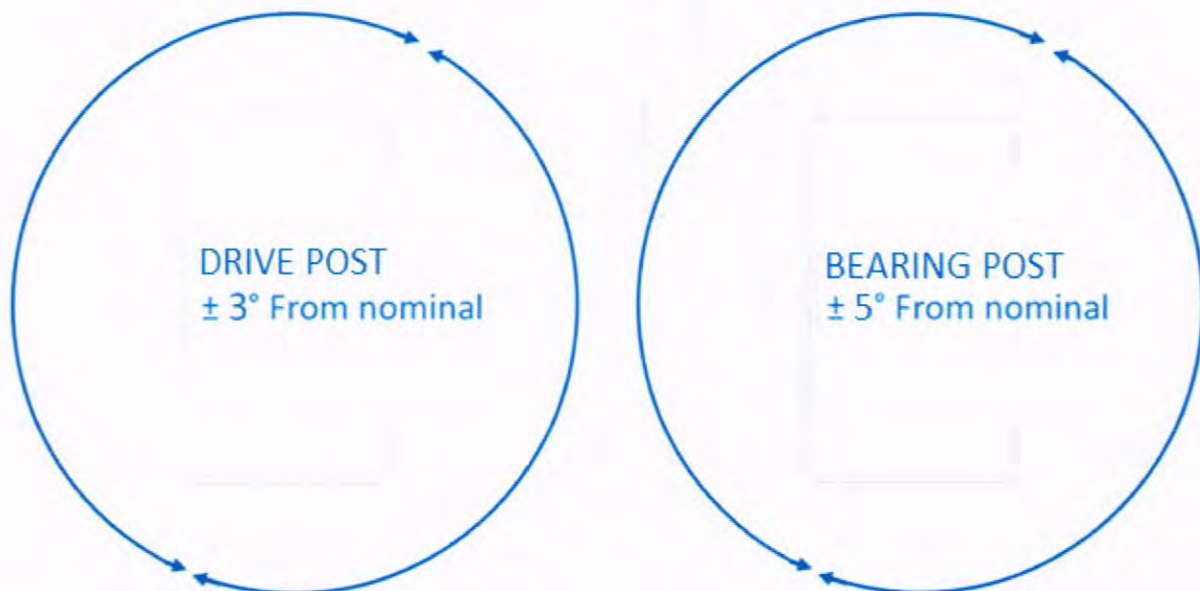 DRIVE POST
± 3° From nominal
BEARING POST
± 5° From nominal